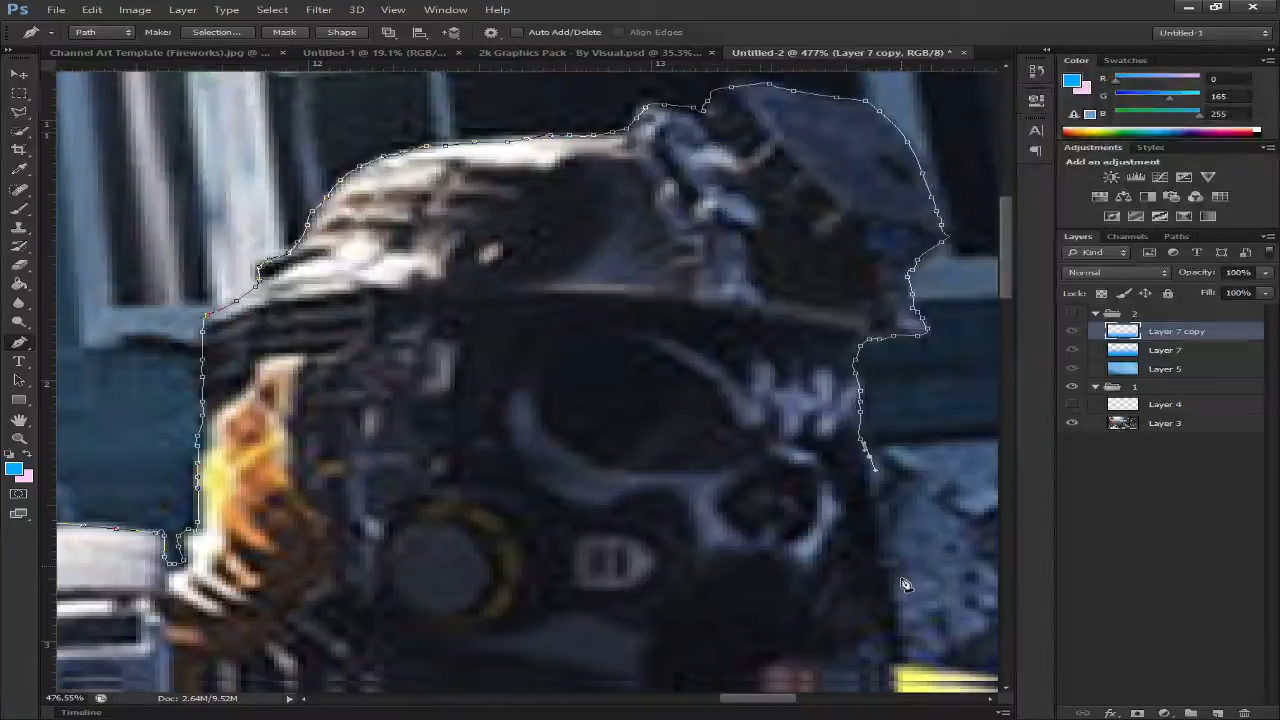 Ps File Edit Image Layer Type Select Filter 3D View Window Help
Path Make: Selection... Mask Shape Auto Add/Delete Align Edges Untitled-1
Channel Art Template (Fireworks).jpg @ ... × Untitled-1 @ 19.1% (RGB/... × 2k Graphics Pack - By Visual.psd @ 35.3%... × Untitled-2 @ 477% (Layer 7 copy, RGB/8) * ×
12 13
Color Swatches
R 0
G 165
B 255
Adjustments Styles
Add an adjustment
Layers Channels Paths
Kind
Normal Opacity: 100%
Lock: Fill: 100%
2
Layer 7 copy
Layer 7
Layer 5
1
Layer 4
Layer 3
476.55% Doc: 2.64M/9.52M
Timeline